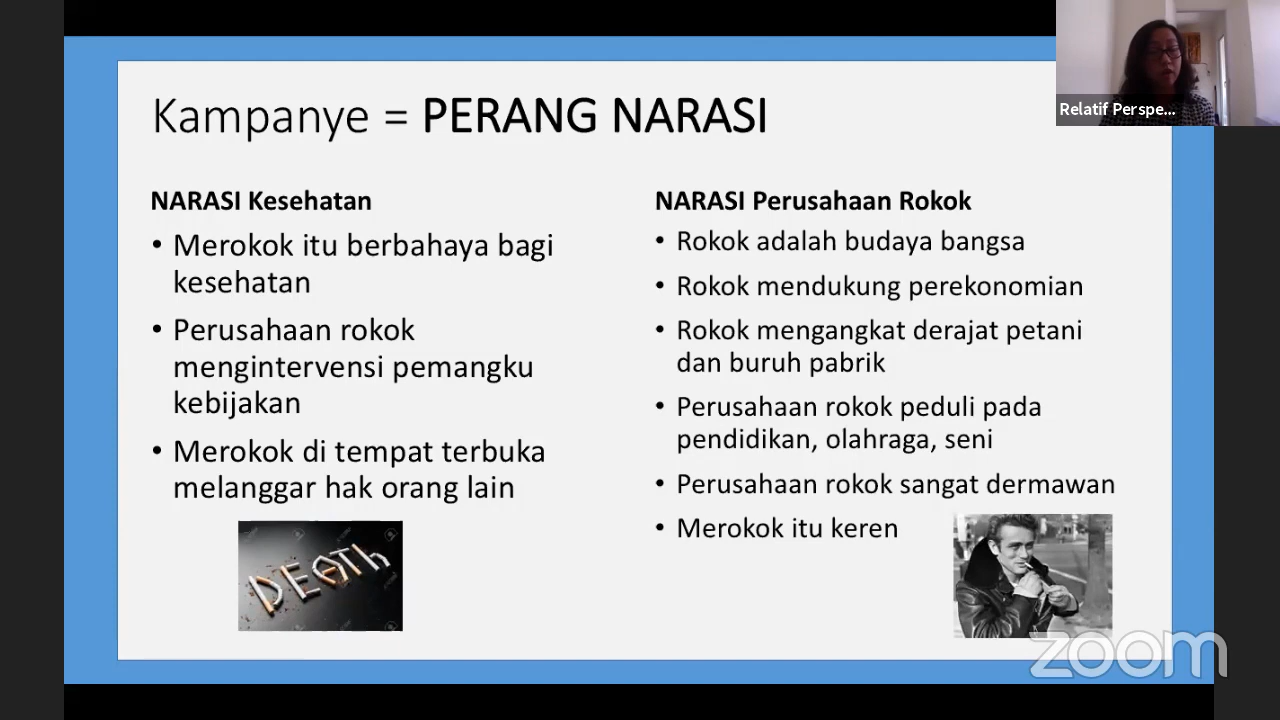 Kampanye = PERANG NARASI
NARASI Kesehatan
• Merokok itu berbahaya bagi
kesehatan
• Perusahaan rokok
mengintervensi pemangku
kebijakan
• Merokok di tempat terbuka
melanggar hak orang lain
DEATh
NARASI Perusahaan Rokok
• Rokok adalah budaya bangsa
• Rokok mendukung perekonomian
• Rokok mengangkat derajat petani
dan buruh pabrik
• Perusahaan rokok peduli pada
pendidikan, olahraga, seni
• Perusahaan rokok sangat dermawan
• Merokok itu keren
Relatif Perspe...
zoom